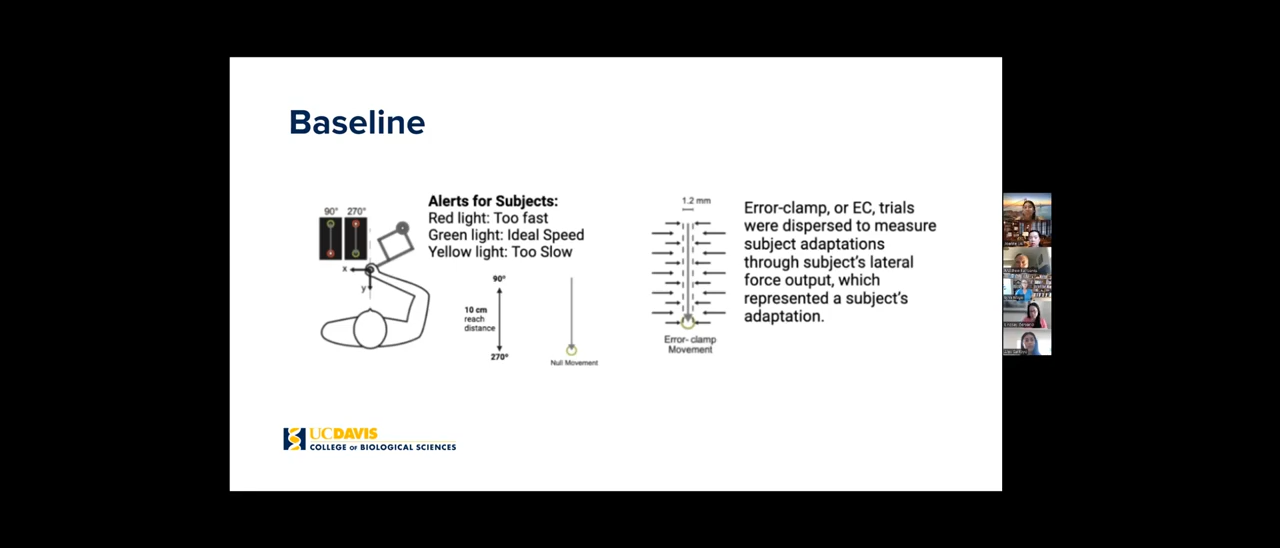 Baseline
90° 270°
x
y
Alerts for Subjects:
Red light: Too fast
Green light: Ideal Speed
Yellow light: Too Slow
90°
10 cm
reach
distance
270°
Null Movement
1.2 mm
Error- clamp
Movement
Error-clamp, or EC, trials
were dispersed to measure
subject adaptations
through subject's lateral
force output, which
represented a subject's
adaptation.
UCDAVIS
COLLEGE OF BIOLOGICAL SCIENCES